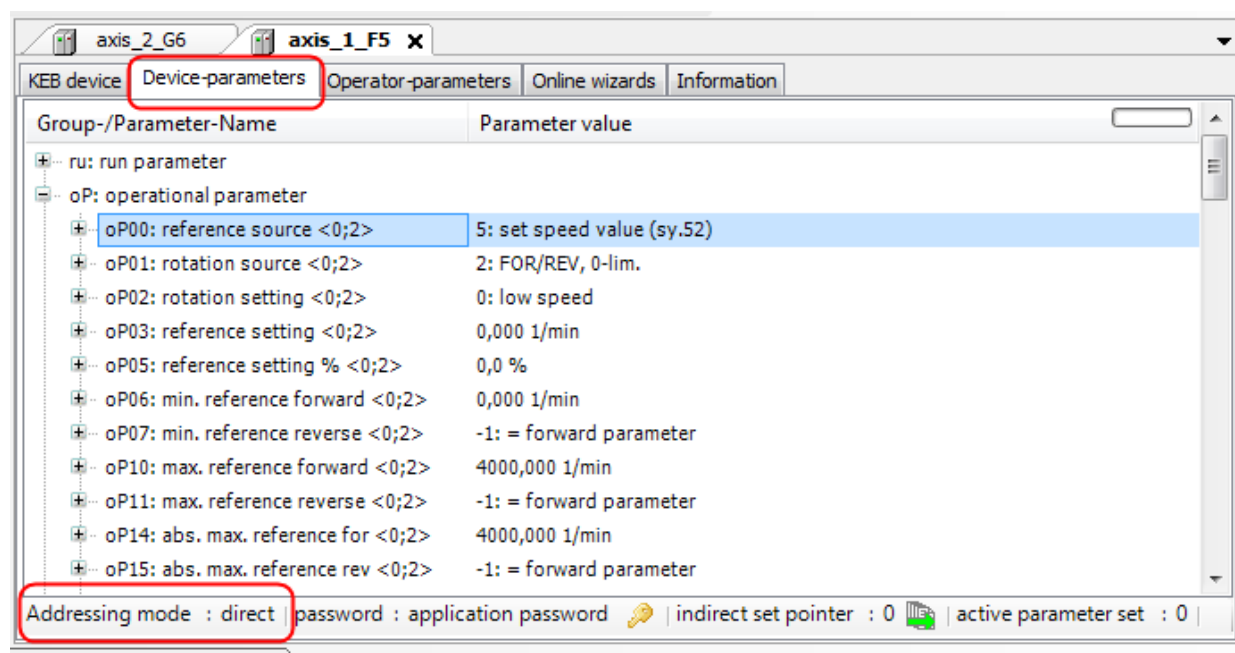 axis_2_G6 axis_1_F5 x
KEB device Device-parameters Operator-parameters Online wizards Information
Group-/Parameter-Name Parameter value
ru: run parameter
oP: operational parameter
oP00: reference source <0;2> 5: set speed value (sy.52)
oP01: rotation source <0;2> 2: FOR/REV, 0-lim.
oP02: rotation setting <0;2> 0: low speed
oP03: reference setting <0;2> 0,000 1/min
oP05: reference setting % <0;2> 0,0 %
oP06: min. reference forward <0;2> 0,000 1/min
oP07: min. reference reverse <0;2> -1: = forward parameter
oP10: max. reference forward <0;2> 4000,000 1/min
oP11: max. reference reverse <0;2> -1: = forward parameter
oP14: abs. max. reference for <0;2> 4000,000 1/min
oP15: abs. max. reference rev <0;2> -1: = forward parameter
Addressing mode : direct | password : application password | indirect set pointer : 0 | active parameter set : 0 |